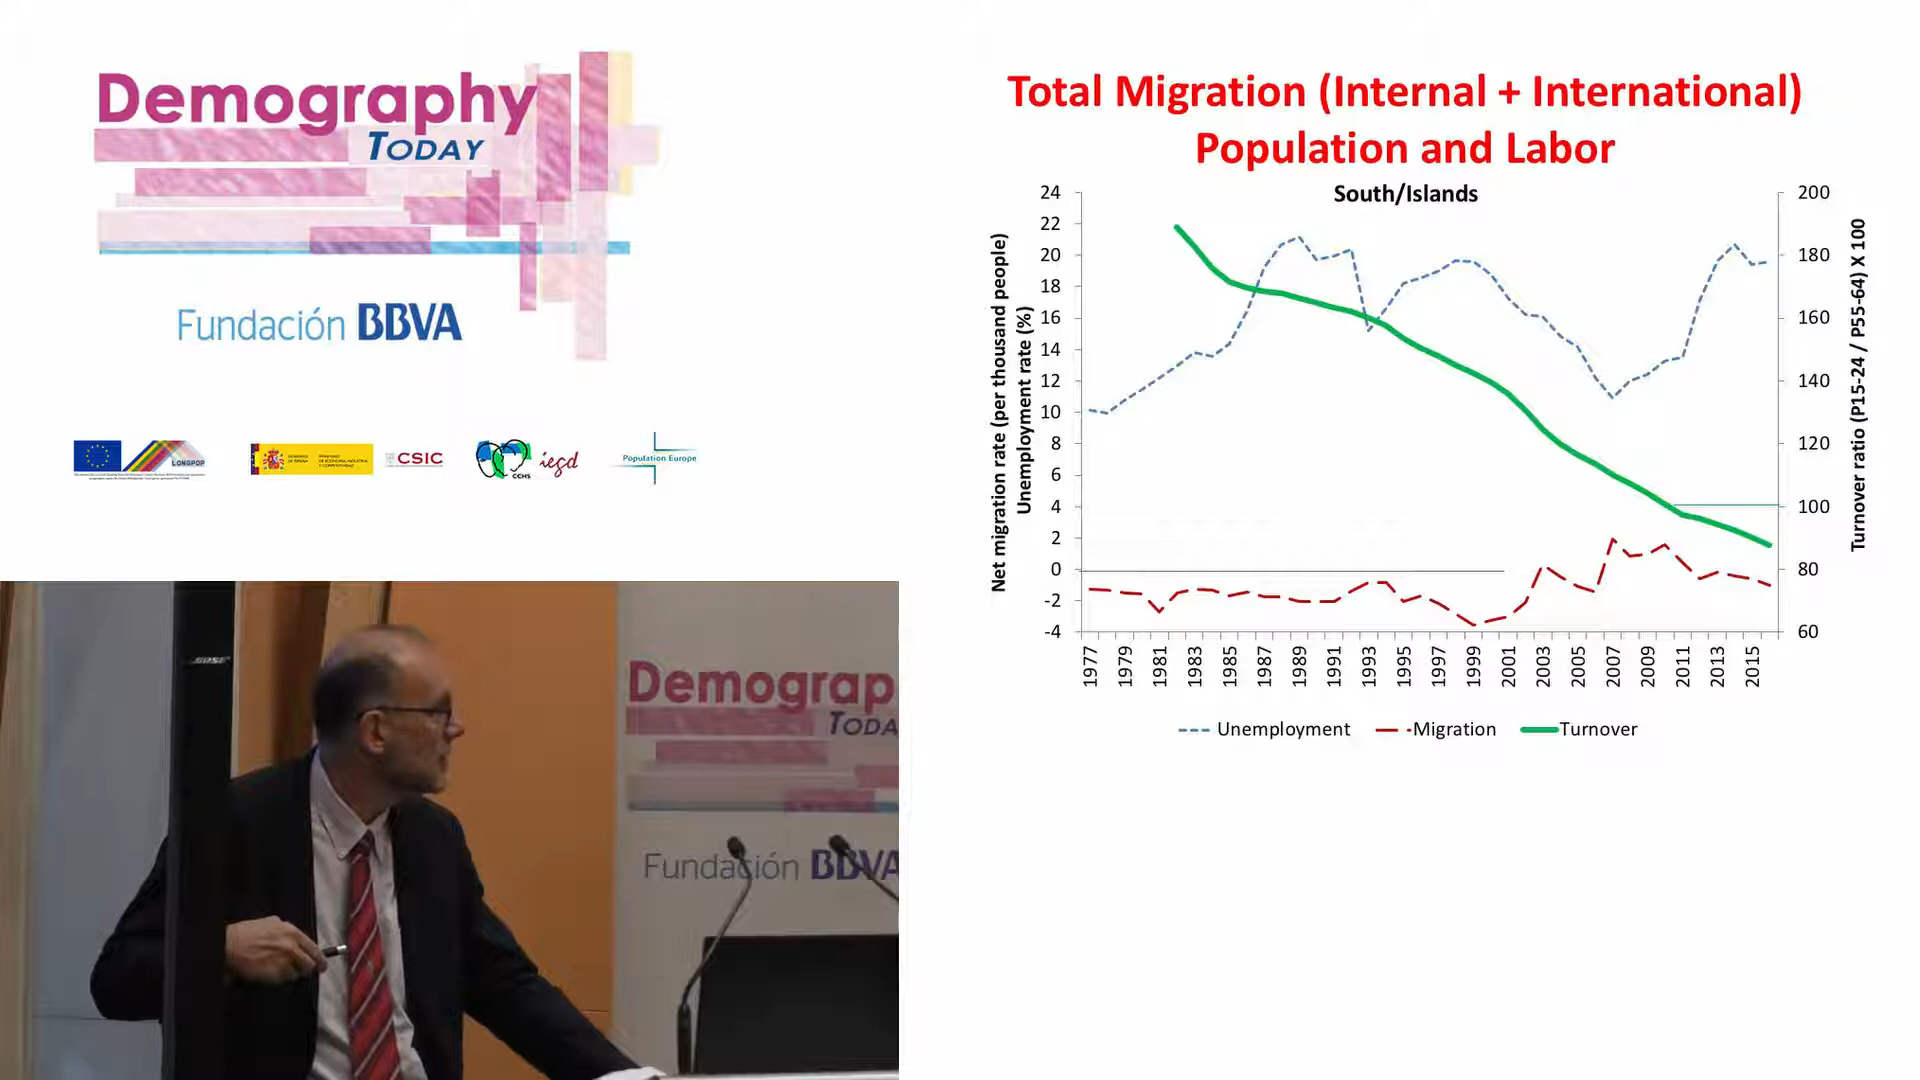 Demography
TODAY
Fundación BBVA
LONGPOP
CSIC
CCHS
iegd
Population Europe
Total Migration (Internal + International)
Population and Labor
South/Islands
Net migration rate (per thousand people)
Unemployment rate (%)
24
22
20
18
16
14
12
10
8
6
4
2
0
-2
-4
200
180
160
140
120
100
80
60
Turnover ratio (P15-24 / P55-64) X 100
1977
1979
1981
1983
1985
1987
1989
1991
1993
1995
1997
1999
2001
2003
2005
2007
2009
2011
2013
2015
Unemployment
Migration
Turnover
BOSE
Demograp
TODA
Fundación BBVA